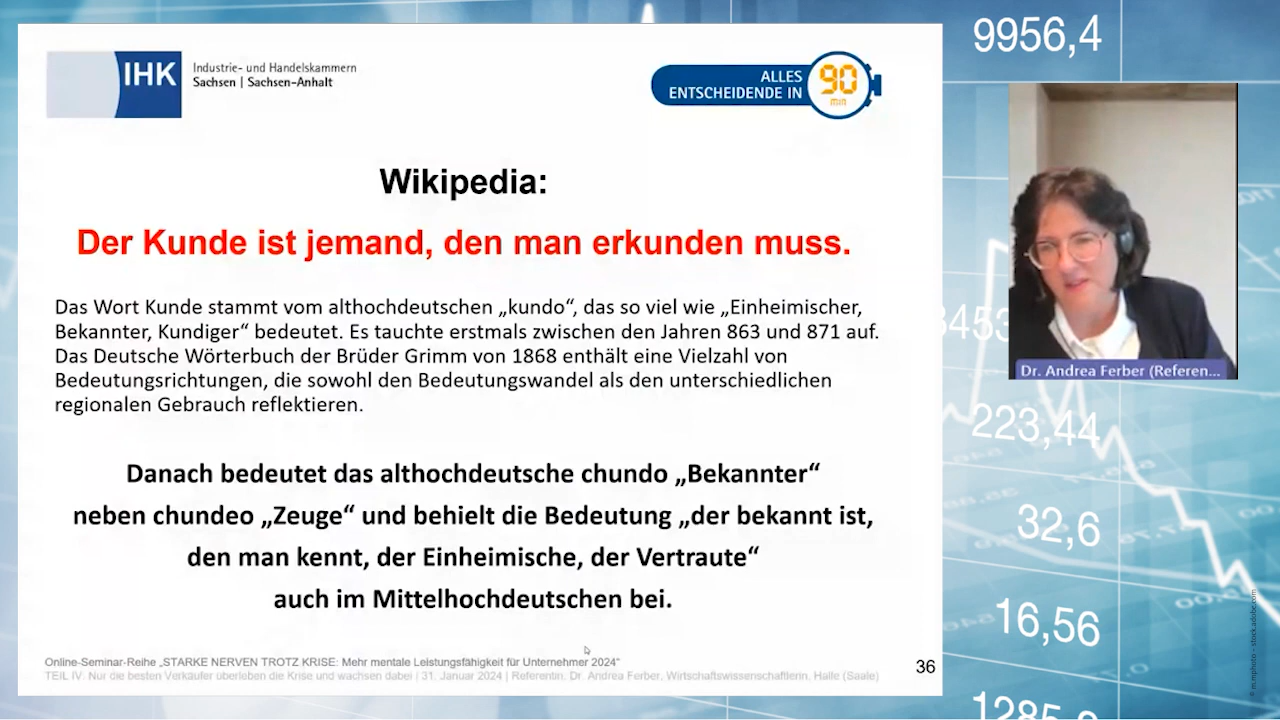 IHK
Industrie- und Handelskammern
Sachsen | Sachsen-Anhalt
ALLES
ENTSCHEIDENDE IN
90
min
Wikipedia:
Der Kunde ist jemand, den man erkunden muss.
Das Wort Kunde stammt vom althochdeutschen „kundo“, das so viel wie „Einheimischer,
Bekannter, Kundiger“ bedeutet. Es tauchte erstmals zwischen den Jahren 863 und 871 auf.
Das Deutsche Wörterbuch der Brüder Grimm von 1868 enthält eine Vielzahl von
Bedeutungsrichtungen, die sowohl den Bedeutungswandel als den unterschiedlichen
regionalen Gebrauch reflektieren.
Danach bedeutet das althochdeutsche chundo „Bekannter“
neben chundeo „Zeuge“ und behielt die Bedeutung „der bekannt ist,
den man kennt, der Einheimische, der Vertraute“
auch im Mittelhochdeutschen bei.
Online-Seminar-Reihe „STARKE NERVEN TROTZ KRISE: Mehr mentale Leistungsfähigkeit für Unternehmer 2024“
TEIL IV: Nur die besten Verkäufer überleben die Krise und wachsen dabei | 31. Januar 2024 | Referentin: Dr. Andrea Ferber, Wirtschaftswissenschaftlerin, Halle (Saale)
36
9956,4
Dr. Andrea Ferber (Referen...
223,44
32,6
16,56